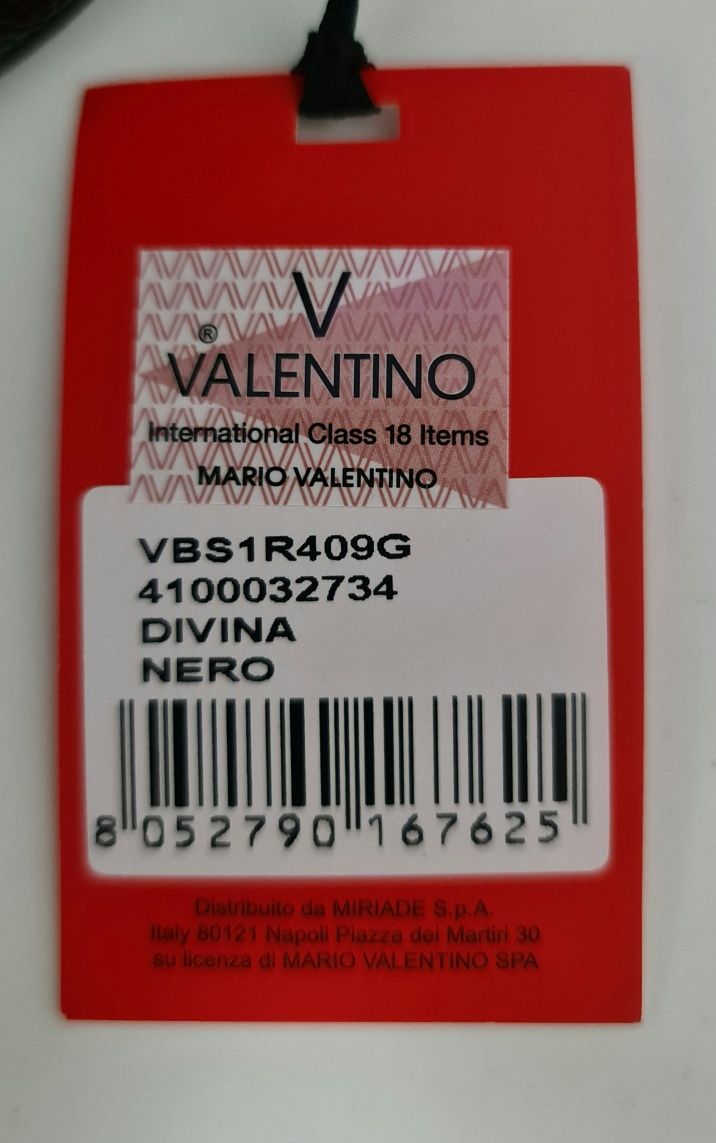 V
® VALENTINO
International Class 18 Items
MARIO VALENTINO
VBS1R409G
4100032734
DIVINA
NERO
8 052790 167625
Distribuito da MIRIADE S.p.A.
Italy 80121 Napoli Piazza dei Martiri 30
su licenza di MARIO VALENTINO SPA